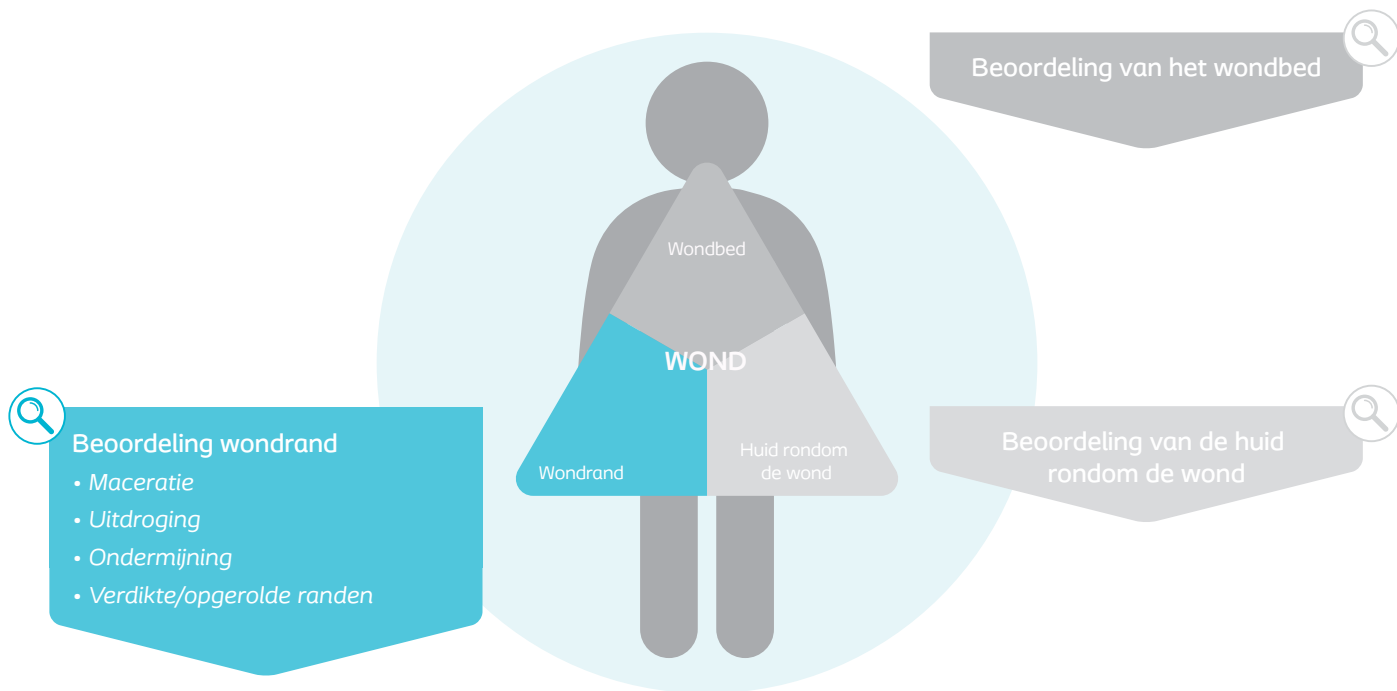 Beoordeling van het wondbed
Wondbed
WOND
Wondrand
Huid rondom
de wond
Beoordeling wondrand
• Maceratie
• Uitdroging
• Ondermijning
• Verdikte/opgerolde randen
Beoordeling van de huid
rondom de wond